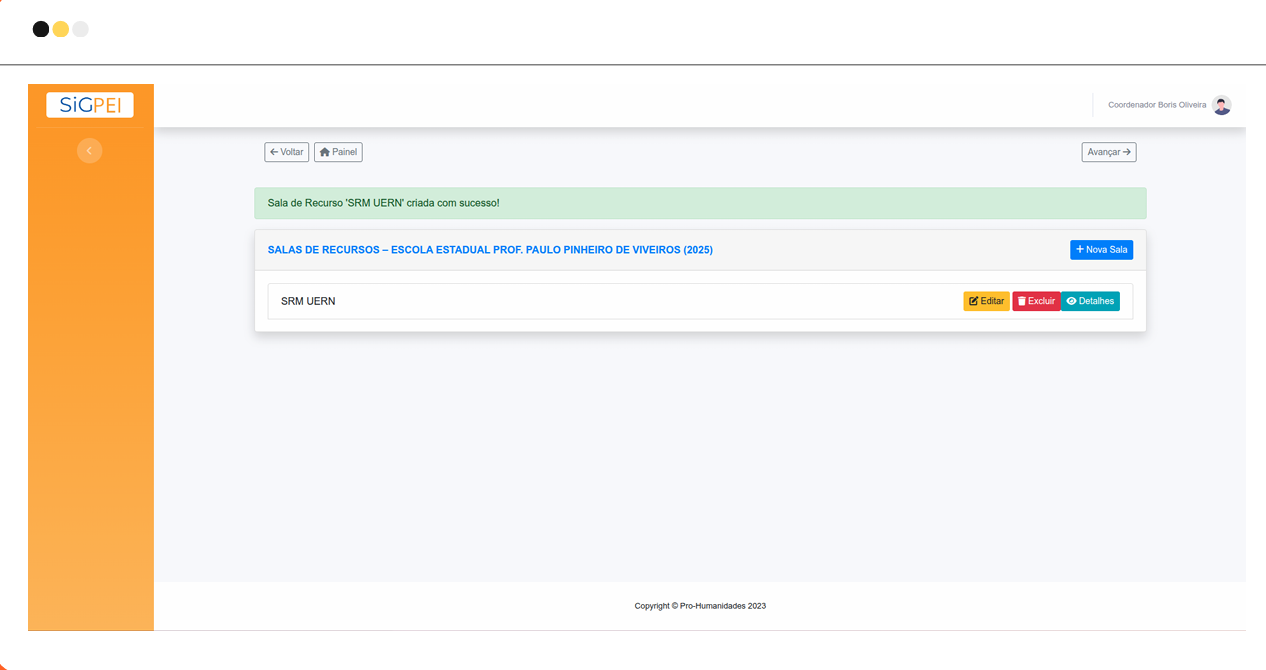 SiGPEI
Coordenador Boris Oliveira
Voltar
Painel
Avançar
Sala de Recurso 'SRM UERN' criada com sucesso!
SALAS DE RECURSOS – ESCOLA ESTADUAL PROF. PAULO PINHEIRO DE VIVEIROS (2025)
+ Nova Sala
SRM UERN
Editar
Excluir
Detalhes
Copyright © Pro-Humanidades 2023